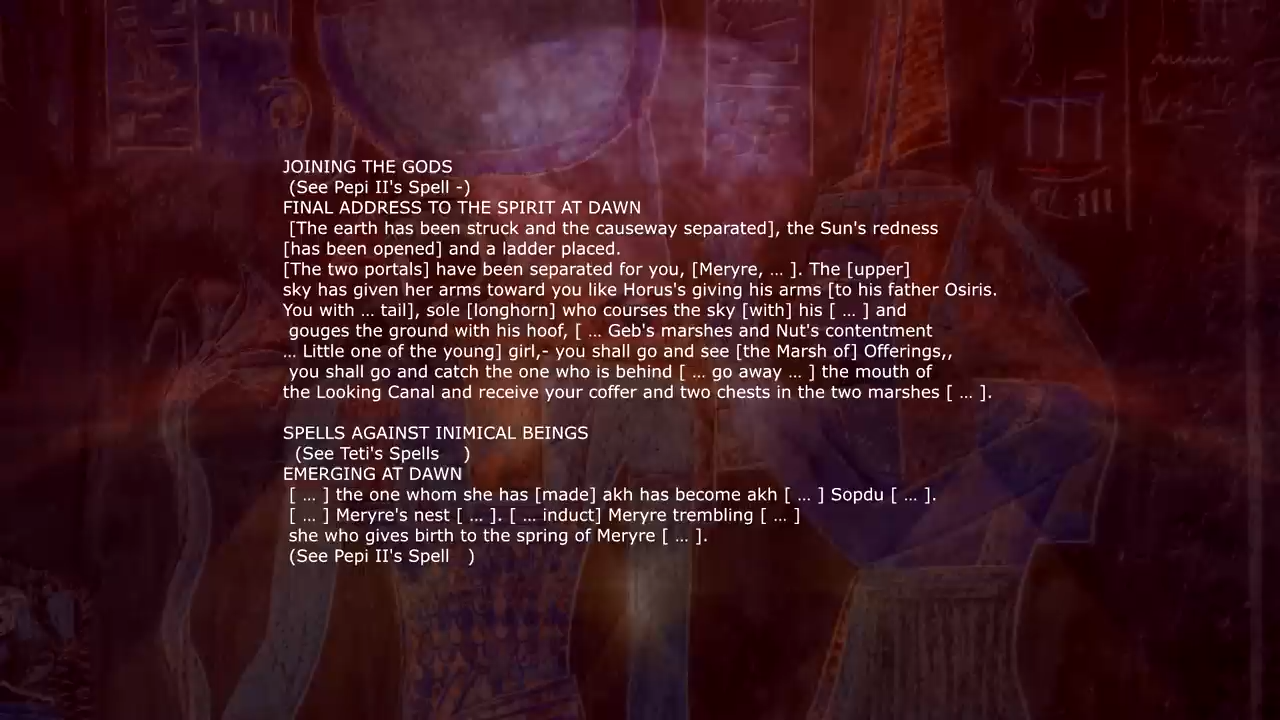 JOINING THE GODS
(See Pepi II's Spell -)
FINAL ADDRESS TO THE SPIRIT AT DAWN
[The earth has been struck and the causeway separated], the Sun's redness
[has been opened] and a ladder placed.
[The two portals] have been separated for you, [Meryre, … ]. The [upper]
sky has given her arms toward you like Horus's giving his arms [to his father Osiris.
You with … tail], sole [longhorn] who courses the sky [with] his [ … ] and
gouges the ground with his hoof, [ … Geb's marshes and Nut's contentment
… Little one of the young] girl,- you shall go and see [the Marsh of] Offerings,,
you shall go and catch the one who is behind [ … go away … ] the mouth of
the Looking Canal and receive your coffer and two chests in the two marshes [ … ].
SPELLS AGAINST INIMICAL BEINGS
(See Teti's Spells )
EMERGING AT DAWN
[ … ] the one whom she has [made] akh has become akh [ … ] Sopdu [ … ].
[ … ] Meryre's nest [ … ]. [ … induct] Meryre trembling [ … ]
she who gives birth to the spring of Meryre [ … ].
(See Pepi II's Spell )